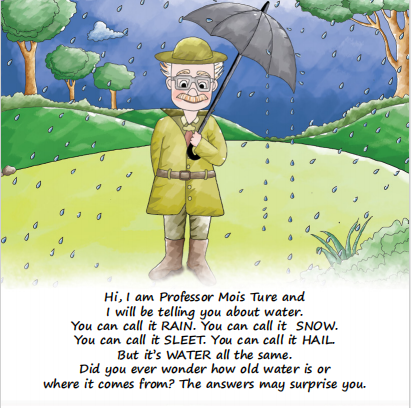 Hi, I am Professor Mois Ture and
I will be telling you about water.
You can call it RAIN. You can call it SNOW.
You can call it SLEET. You can call it HAIL.
But it's WATER all the same.
Did you ever wonder how old water is or
where it comes from? The answers may surprise you.